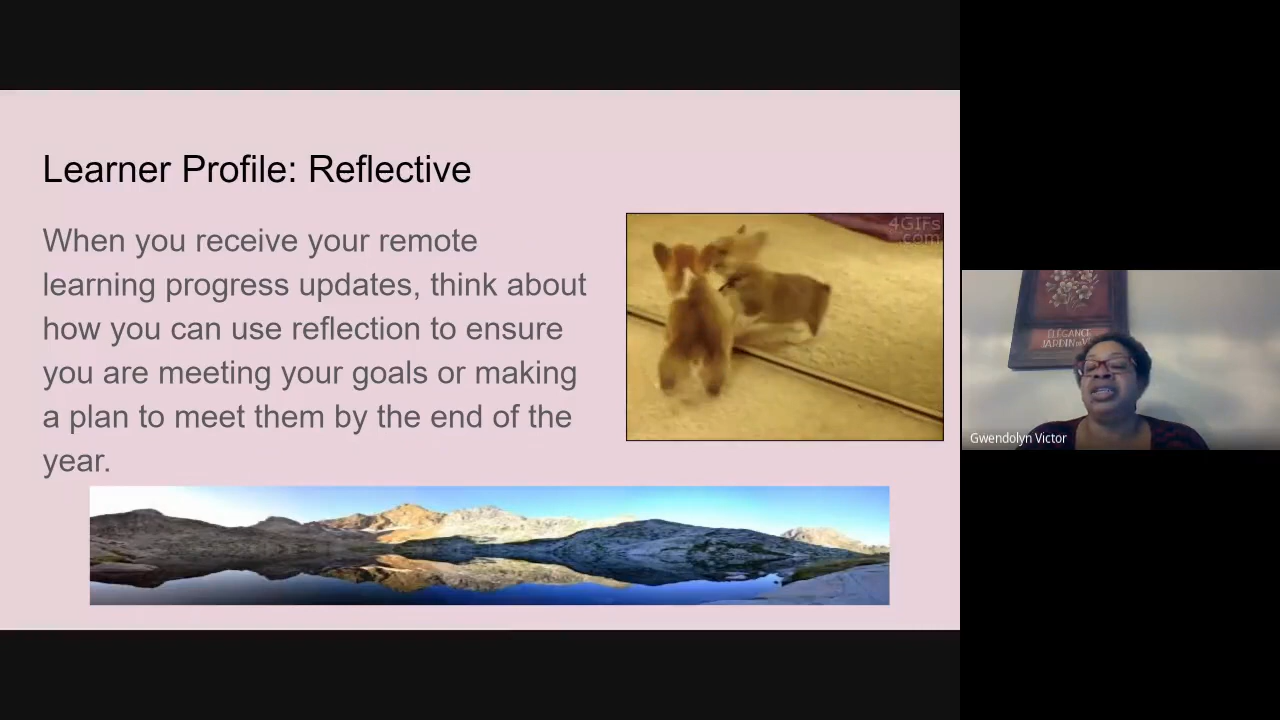 Learner Profile: Reflective
When you receive your remote
learning progress updates, think about
how you can use reflection to ensure
you are meeting your goals or making
a plan to meet them by the end of the
year.
4GIFs
.com
ÉLÉGANCE
Gwendolyn Victor